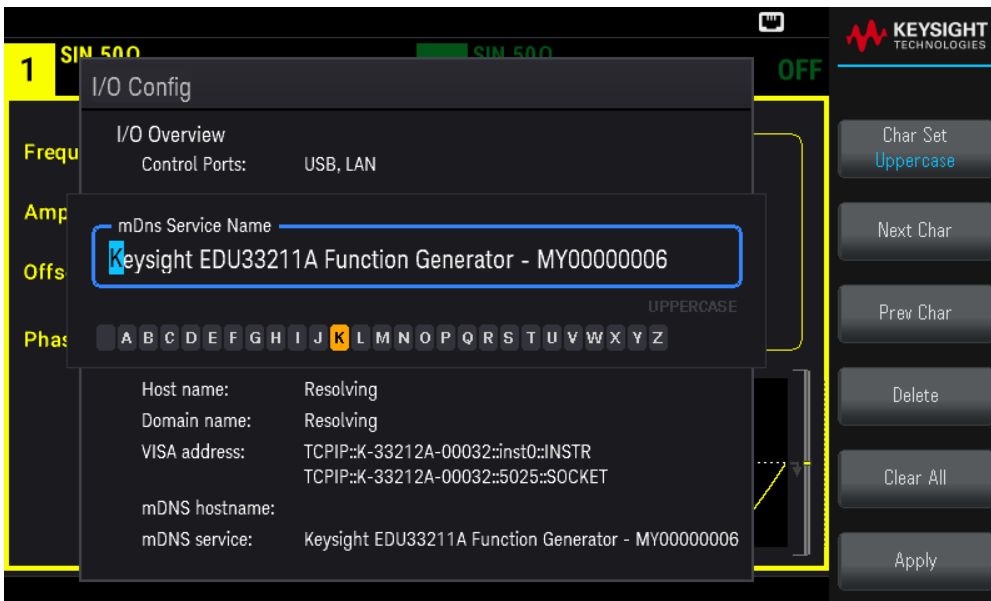 KEYSIGHT
TECHNOLOGIES
1
SIN 50Ω
SIN 50Ω
OFF
I/O Config
I/O Overview
Control Ports: USB, LAN
Frequ
Amp
Offs
Phas
mDns Service Name
Keysight EDU33211A Function Generator - MY00000006
UPPERCASE
A B C D E F G H I J K L M N O P Q R S T U V W X Y Z
Host name: Resolving
Domain name: Resolving
VISA address: TCPIP::K-33212A-00032::inst0::INSTR
TCPIP::K-33212A-00032::5025::SOCKET
mDNS hostname:
mDNS service: Keysight EDU33211A Function Generator - MY00000006
Char Set
Uppercase
Next Char
Prev Char
Delete
Clear All
Apply